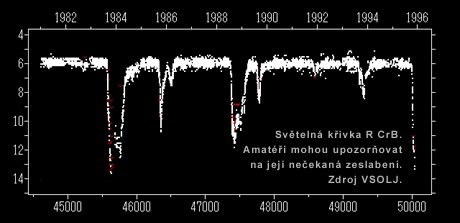 1982 1984 1986 1988 1990 1992 1994 1996
4
6
8
10
12
14
Světelná křivka R CrB.
Amatéři mohou upozorňovat
na její nečekaná zeslabení.
Zdroj VSOLJ.
45000 46000 47000 48000 49000 50000